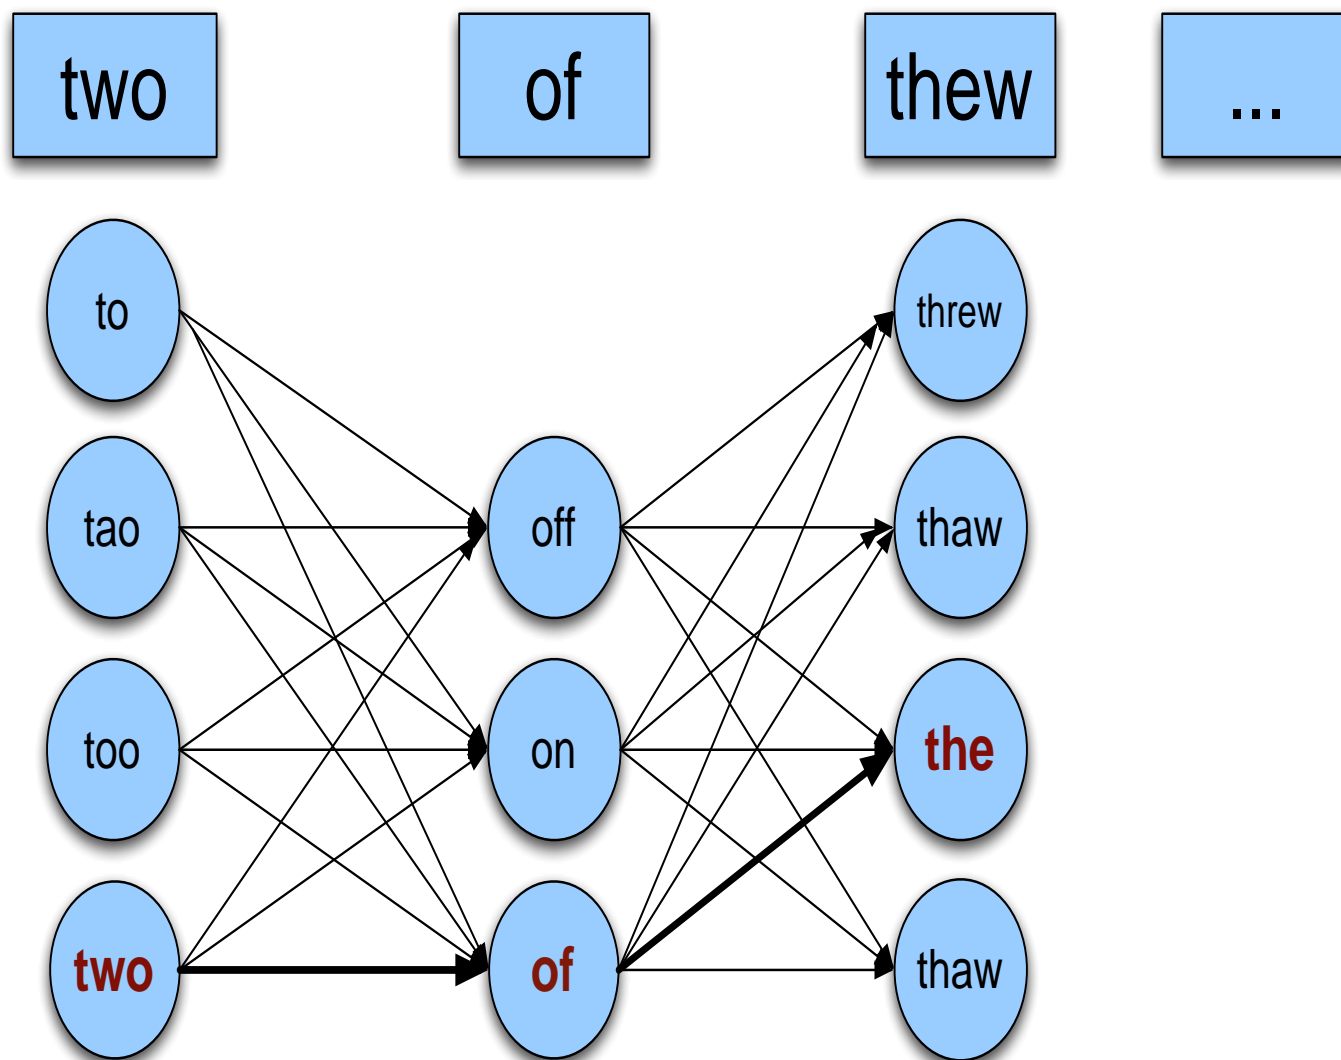 two of thew ...
to threw
tao off thaw
too on the
two of thaw